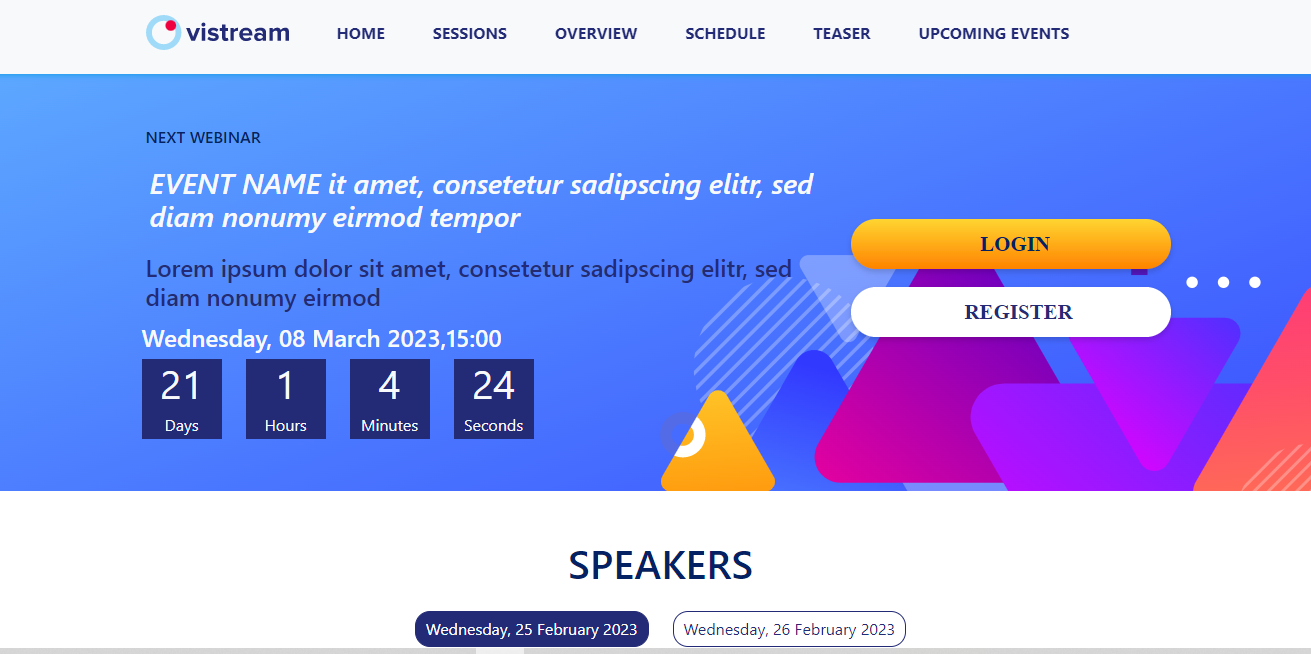 vistream HOME SESSIONS OVERVIEW SCHEDULE TEASER UPCOMING EVENTS
NEXT WEBINAR
EVENT NAME it amet, consetetur sadipscing elitr, sed
diam nonumy eirmod tempor
Lorem ipsum dolor sit amet, consetetur sadipscing elitr, sed
diam nonumy eirmod
Wednesday, 08 March 2023,15:00
21 1 4 24
Days Hours Minutes Seconds
LOGIN
REGISTER
SPEAKERS
Wednesday, 25 February 2023 Wednesday, 26 February 2023